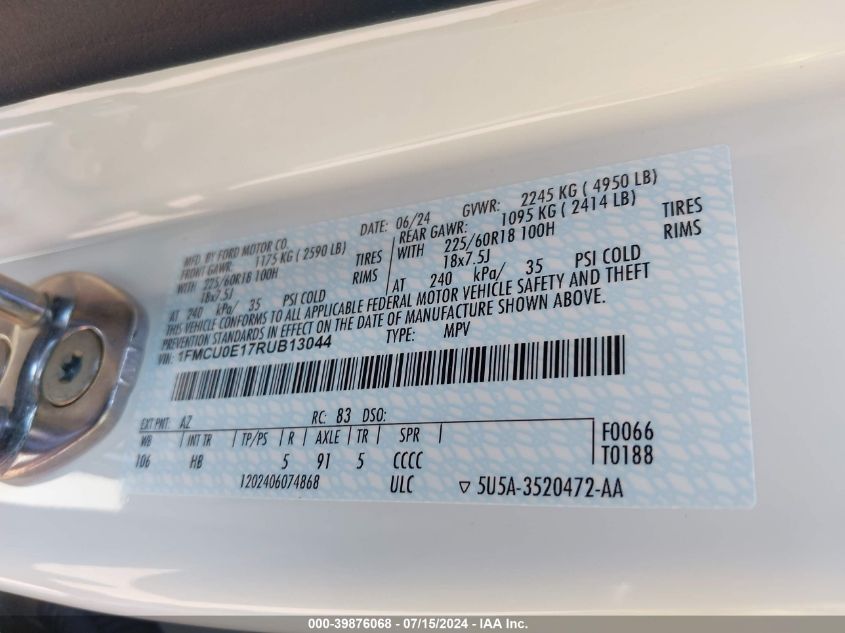 MFD. BY FORD MOTOR CO.
DATE: 06/24 GVWR: 2245 KG ( 4950 LB)
FRONT GAWR: 1175 KG ( 2590 LB) REAR GAWR: 1095 KG ( 2414 LB)
WITH 225/60R18 100H TIRES WITH 225/60R18 100H TIRES
18x7.5J RIMS 18x7.5J RIMS
AT 240 kPa/ 35 PSI COLD AT 240 kPa/ 35 PSI COLD
THIS VEHICLE CONFORMS TO ALL APPLICABLE FEDERAL MOTOR VEHICLE SAFETY AND THEFT
PREVENTION STANDARDS IN EFFECT ON THE DATE OF MANUFACTURE SHOWN ABOVE.
VIN: 1FMCU0E17RUB13044 TYPE: MPV
EXT PNT: AZ RC: 83 DSO:
WB INT TR TP/PS R AXLE TR SPR F0066
106 HB 5 91 5 CCCC T0188
1202406074868 ULC ▽ 5U5A-3520472-AA
000-39876068 - 07/15/2024 - IAA Inc.